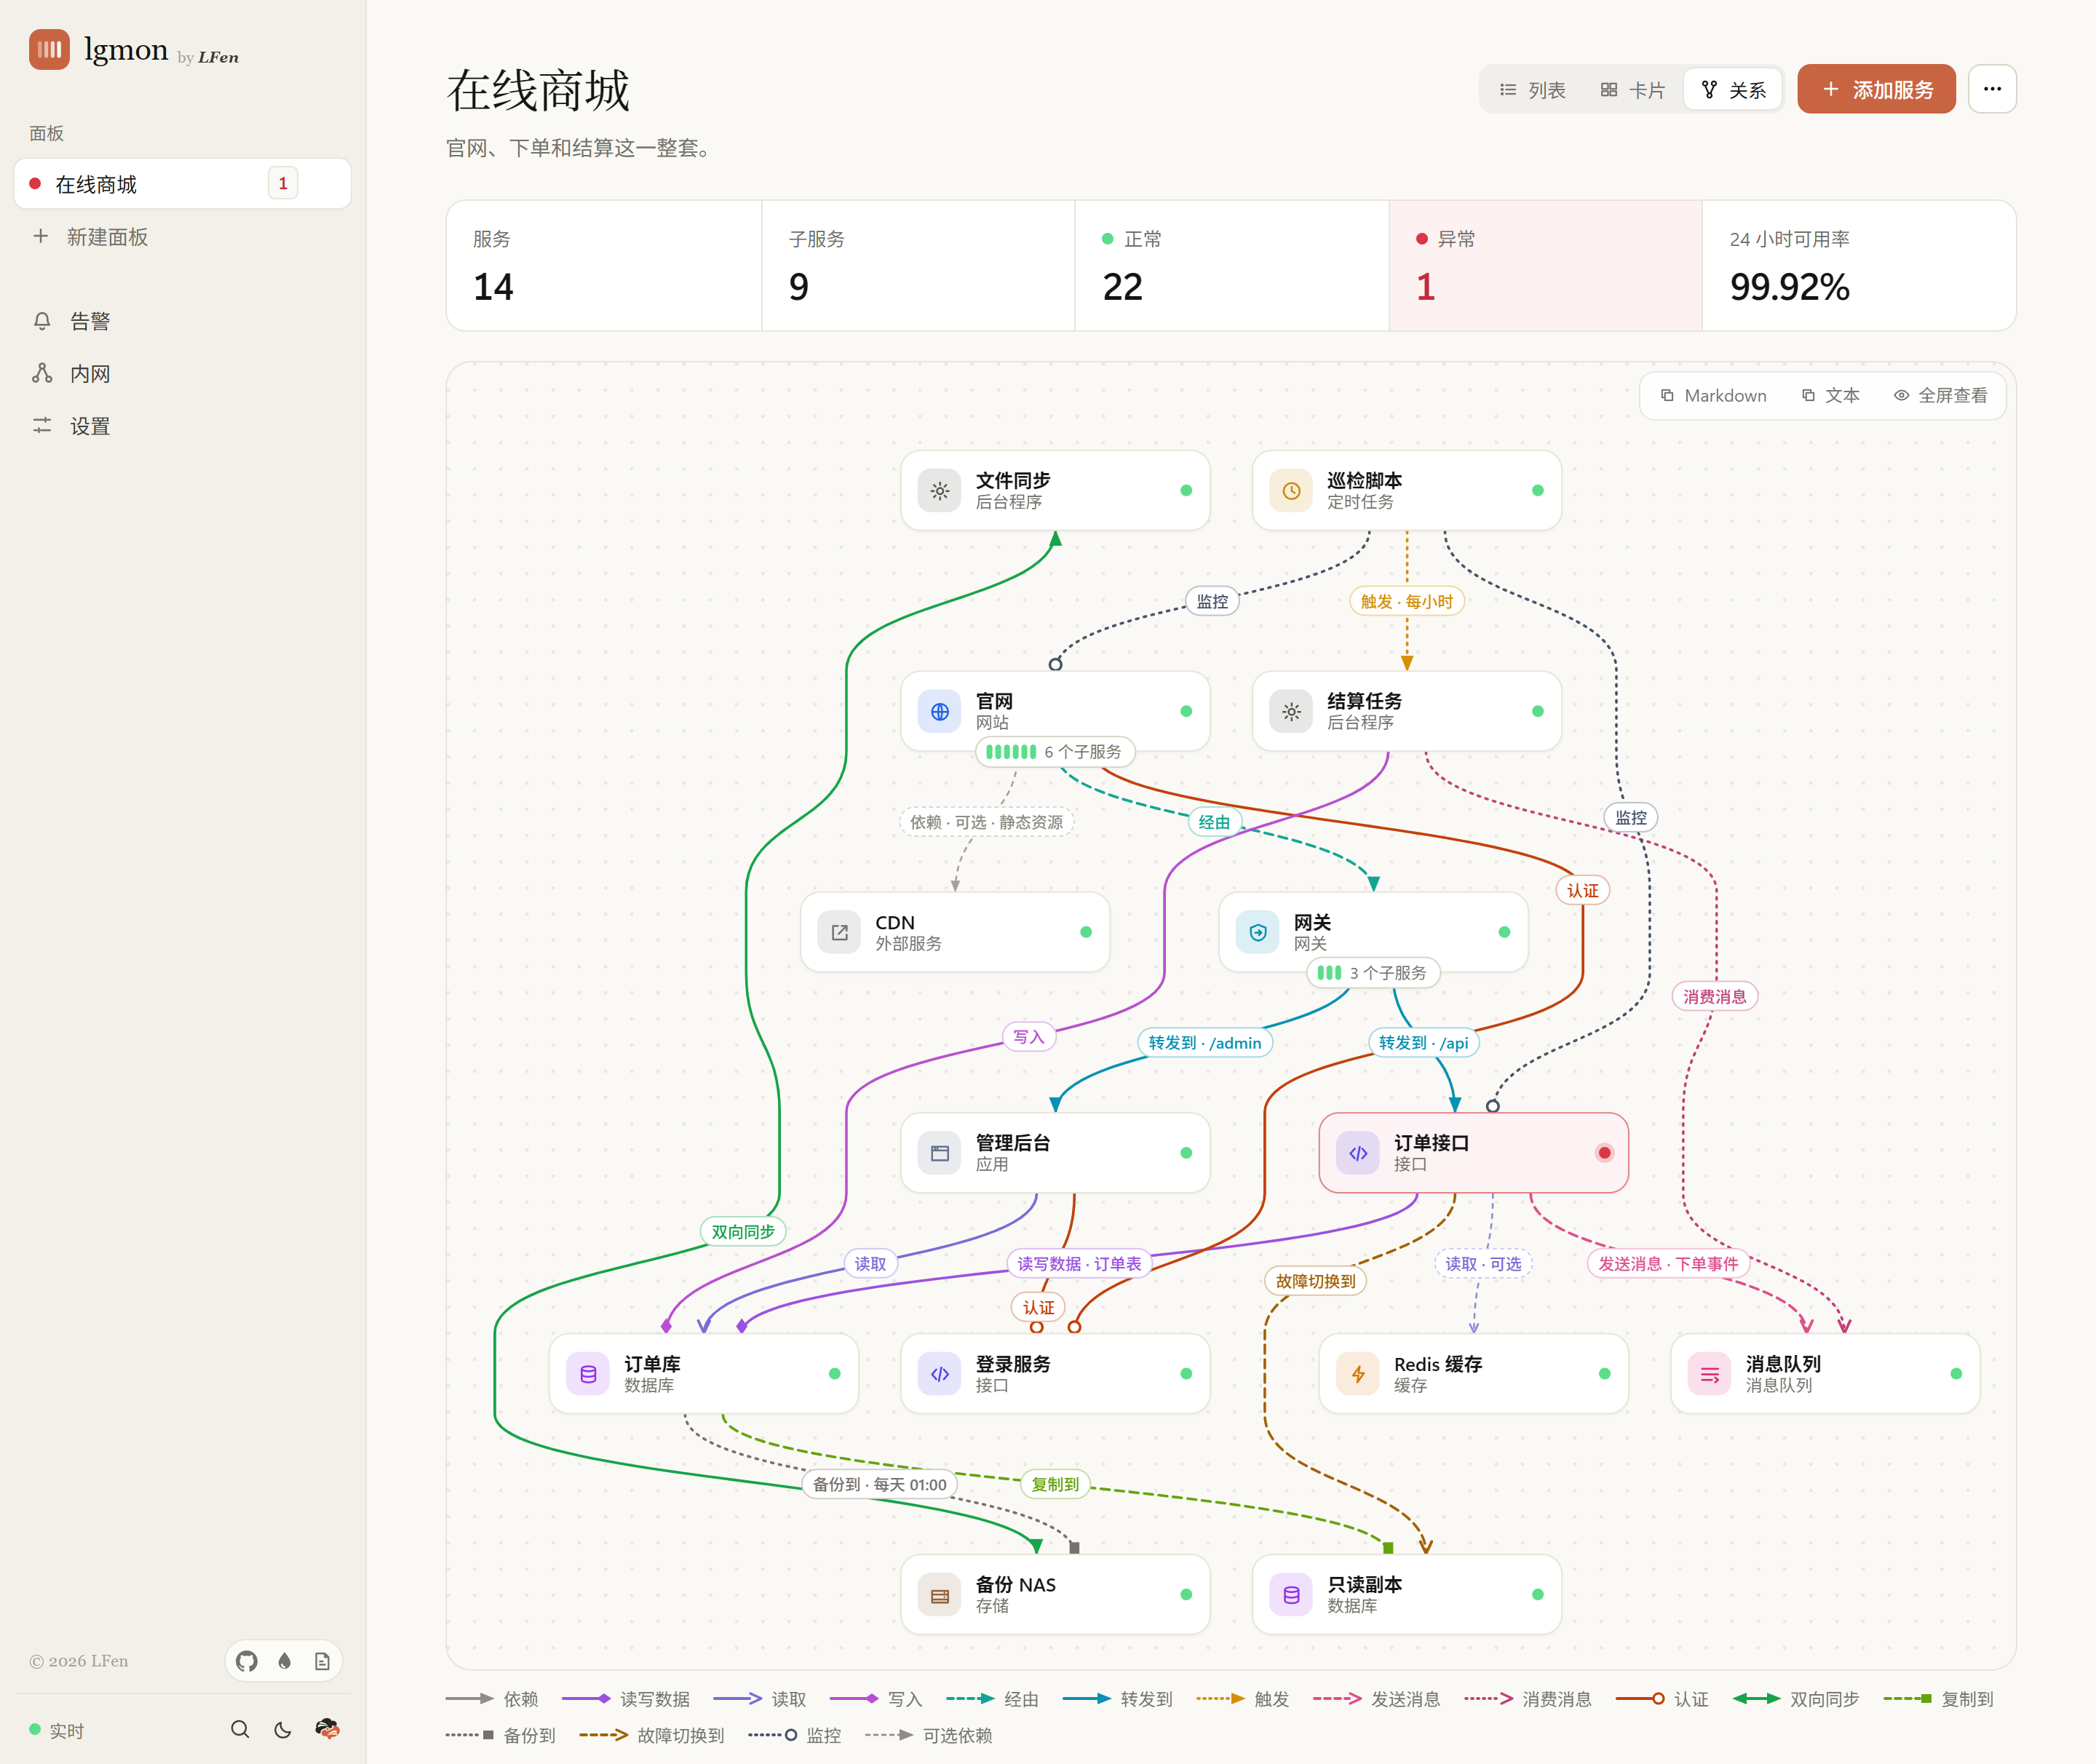 lgmon by LFen
面板
在线商城 1
新建面板
告警
内网
设置
© 2026 LFen
实时
在线商城
官网、下单和结算这一整套。
列表 卡片 关系 添加服务
服务 子服务 正常 异常 24 小时可用率
14 9 22 1 99.92%
Markdown 文本 全屏查看
文件同步
后台程序
巡检脚本
定时任务
监控
触发 · 每小时
官网
网站
6 个子服务
结算任务
后台程序
依赖 · 可选 · 静态资源
经由
监控
认证
CDN
外部服务
网关
网关
3 个子服务
消费消息
写入
转发到 · /admin
转发到 · /api
管理后台
应用
订单接口
接口
双向同步
读取
读写数据 · 订单表
故障切换到
读取 · 可选
发送消息 · 下单事件
认证
订单库
数据库
登录服务
接口
Redis 缓存
缓存
消息队列
消息队列
备份到 · 每天 01:00
复制到
备份 NAS
存储
只读副本
数据库
依赖 读写数据 读取 写入 经由 转发到 触发 发送消息 消费消息 认证 双向同步 复制到
备份到 故障切换到 监控 可选依赖